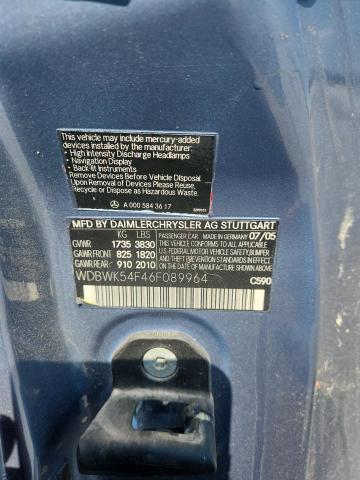 This vehicle may have mercury-added
devices installed by the manufacturer:
- High Intensity Discharge Headlamps
- Navigation Display
- Back-lit Instruments
Remove Devices Before Vehicle Disposal
Upon Removal of Devices Please Reuse,
Recycle or Dispose as Hazardous Waste.
A 000 584 36 17
MFD BY DAIMLERCHRYSLER AG STUTTGART
KG LBS PASSENGER CAR MADE IN GERMANY 07/05
GVWR 1735 3830
GAWR FRONT 825 1820
GAWR REAR 910 2010
THIS VEHICLE CONFORMS TO ALL
APPLICABLE U.S. FEDERAL MOTOR
VEHICLE SAFETY, BUMPER,
AND THEFT PREVENTION STANDARDS
IN EFFECT ON THE DATE OF
MANUFACTURE SHOWN ABOVE.
WDBWK54F46F089964
C590